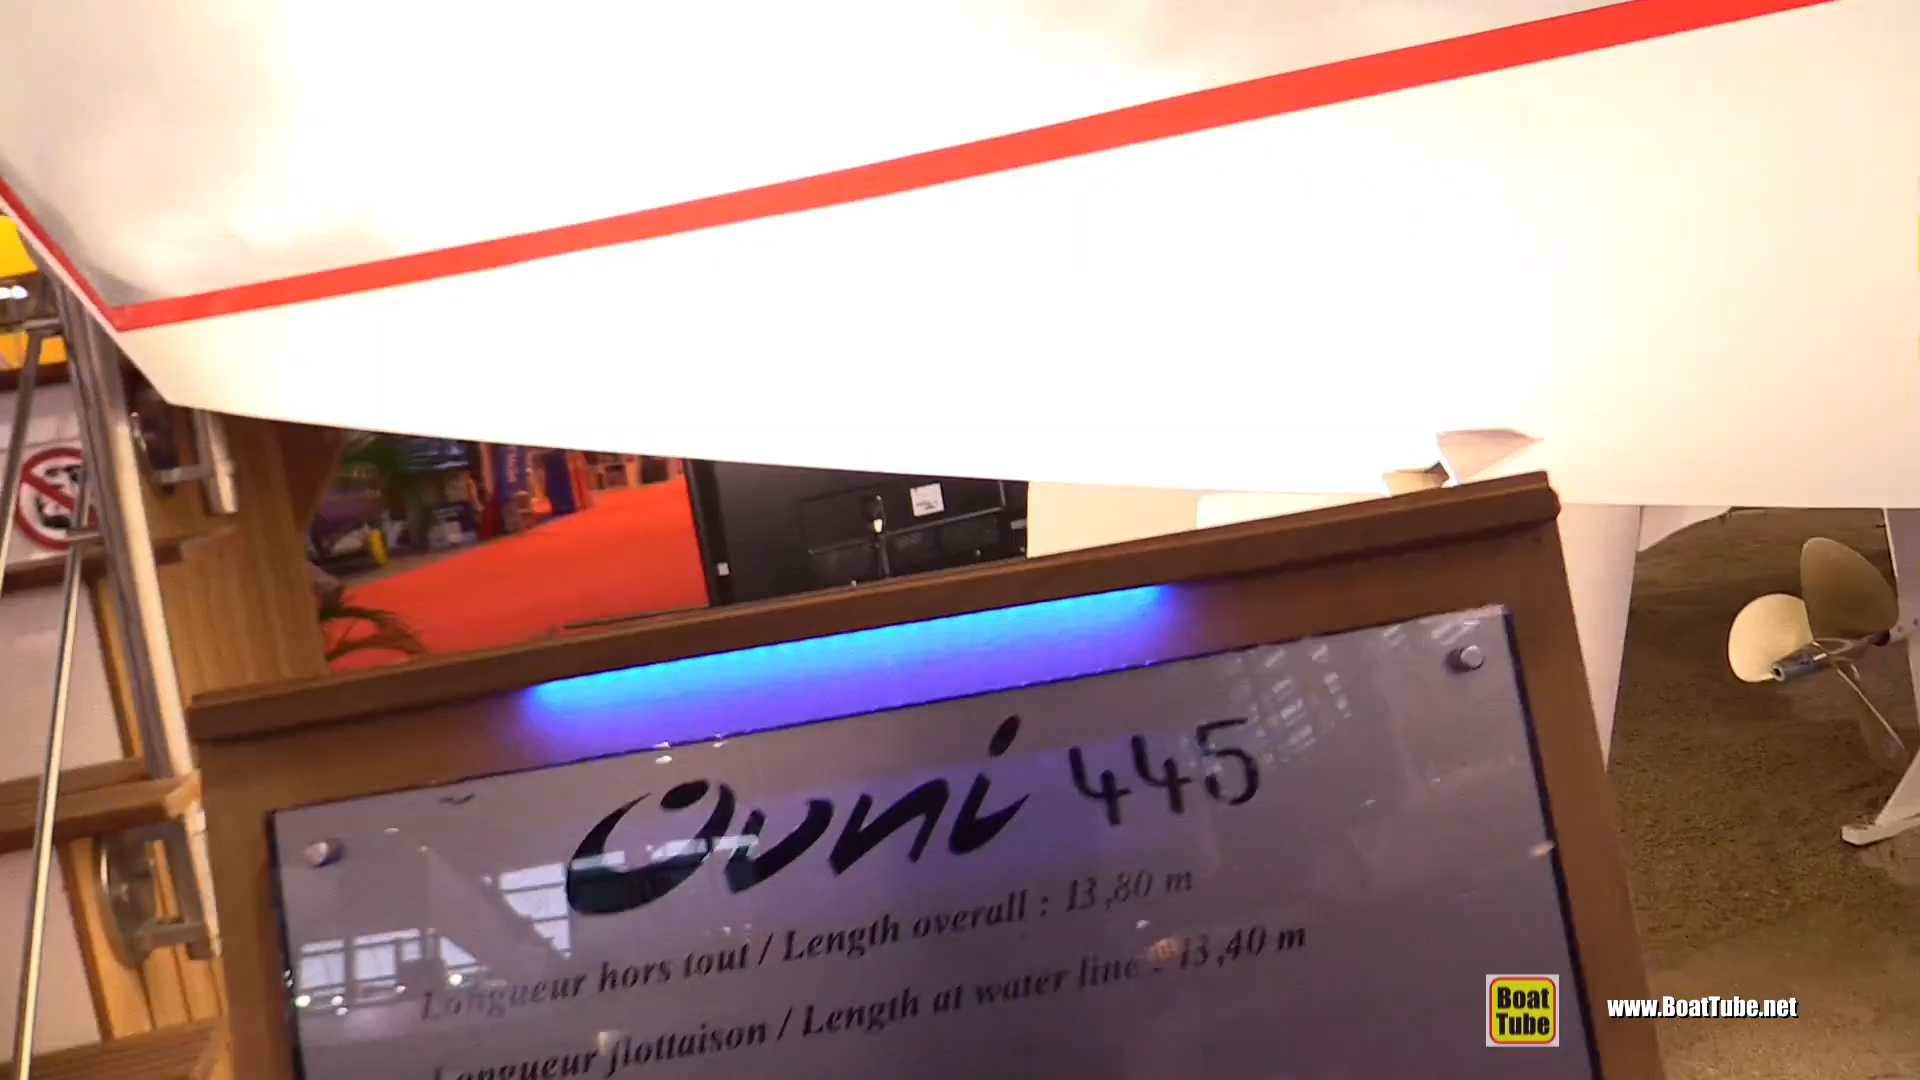 Ovni 445
Longueur hors tout / Length overall : 13,80 m
Longueur flottaison / Length at water line : 13,40 m
Boat
Tube
www.BoatTube.net